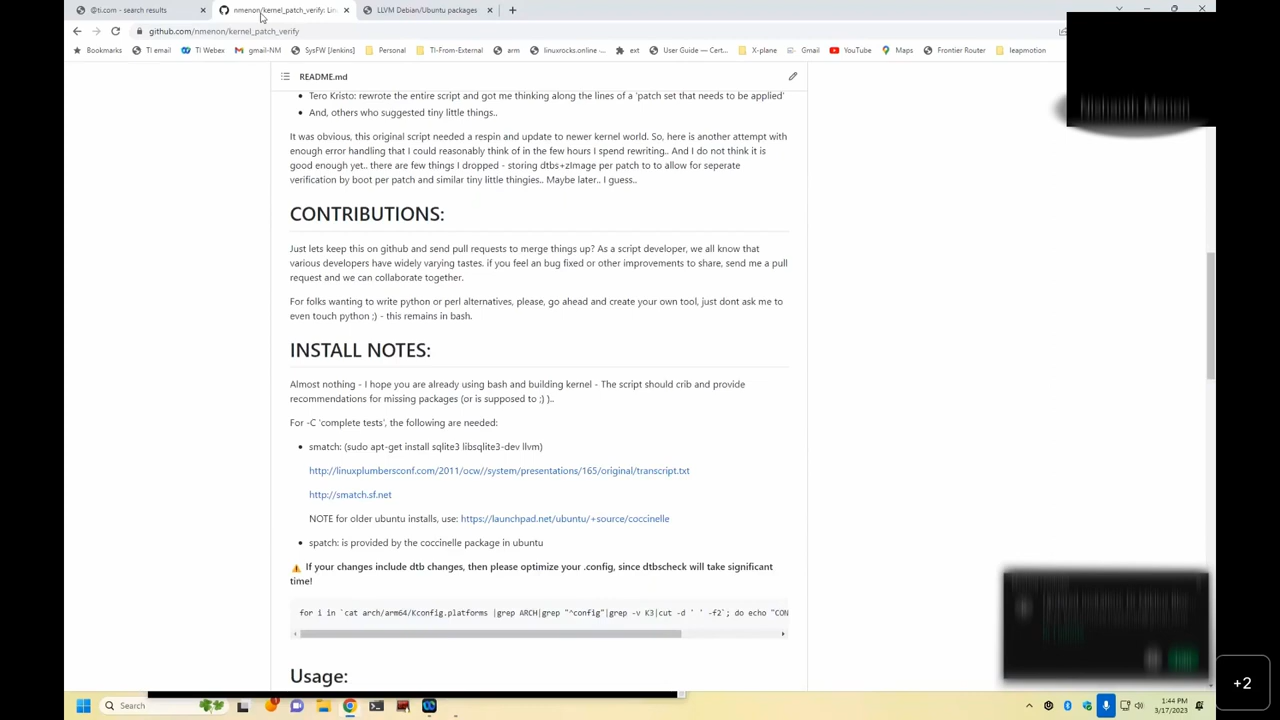 @ti.com - search results
nmenon/kernel_patch_verify: Lin
LLVM Debian/Ubuntu packages
github.com/nmenon/kernel_patch_verify
Bookmarks
TI email
TI Webex
gmail-NM
SysFW [Jenkins]
Personal
TI-From-External
arm
linuxrocks.online -...
ext
User Guide — Cert...
X-plane
Gmail
YouTube
Maps
Frontier Router
leapmotion
README.md
Tero Kristo: rewrote the entire script and got me thinking along the lines of a 'patch set that needs to be applied'
And, others who suggested tiny little things..
It was obvious, this original script needed a respin and update to newer kernel world. So, here is another attempt with
enough error handling that I could reasonably think of in the few hours I spend rewriting.. And I do not think it is
good enough yet.. there are few things I dropped - storing dtbs+zImage per patch to to allow for seperate
verification by boot per patch and similar tiny little thingies.. Maybe later.. I guess..
CONTRIBUTIONS:
Just lets keep this on github and send pull requests to merge things up? As a script developer, we all know that
various developers have widely varying tastes. if you feel an bug fixed or other improvements to share, send me a pull
request and we can collaborate together.
For folks wanting to write python or perl alternatives, please, go ahead and create your own tool, just dont ask me to
even touch python ;) - this remains in bash.
INSTALL NOTES:
Almost nothing - I hope you are already using bash and building kernel - The script should crib and provide
recommendations for missing packages (or is supposed to ;) )..
For -C 'complete tests', the following are needed:
smatch: (sudo apt-get install sqlite3 libsqlite3-dev llvm)
http://linuxplumbersconf.com/2011/ocw//system/presentations/165/original/transcript.txt
http://smatch.sf.net
NOTE for older ubuntu installs, use: https://launchpad.net/ubuntu/+source/coccinelle
spatch: is provided by the coccinelle package in ubuntu
⚠ If your changes include dtb changes, then please optimize your .config, since dtbscheck will take significant
time!
for i in `cat arch/arm64/Kconfig.platforms |grep ARCH|grep "^config"|grep -v K3|cut -d ' ' -f2`; do echo "CON
Usage:
+2
Search
1:44 PM
3/17/2023